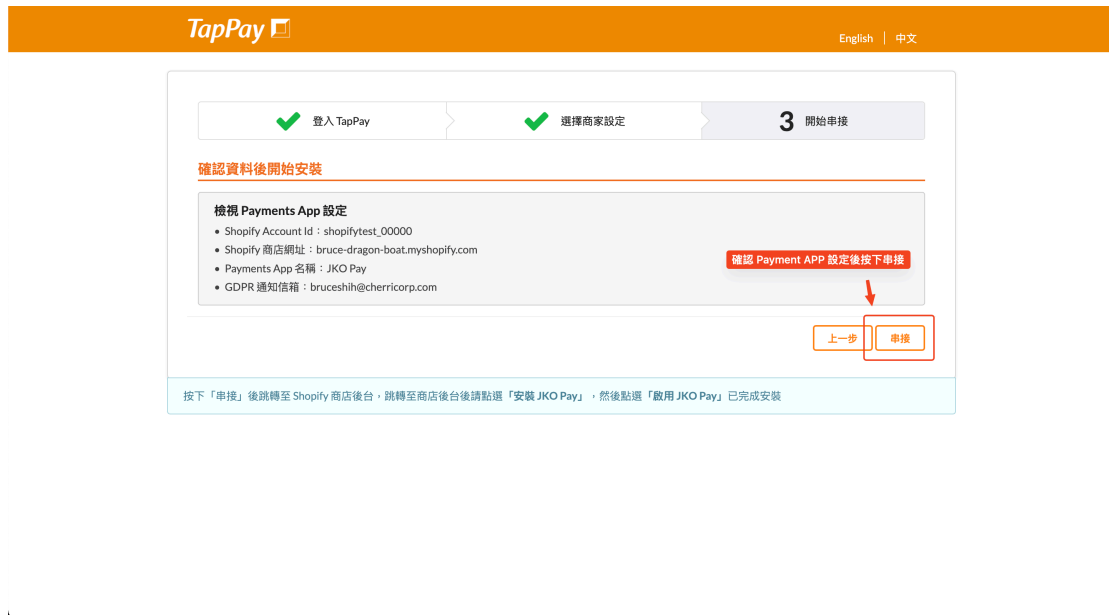 TapPay
English | 中文
登入 TapPay
選擇商家設定
3 開始串接
確認資料後開始安裝
檢視 Payments App 設定
• Shopify Account Id：shopifytest_00000
• Shopify 商店網址：bruce-dragon-boat.myshopify.com
• Payments App 名稱：JKO Pay
• GDPR 通知信箱：bruceshih@cherricorp.com
確認 Payment APP 設定後按下串接
上一步
串接
按下「串接」後跳轉至 Shopify 商店後台，跳轉至商店後台後請點選「安裝 JKO Pay」，然後點選「啟用 JKO Pay」已完成安裝